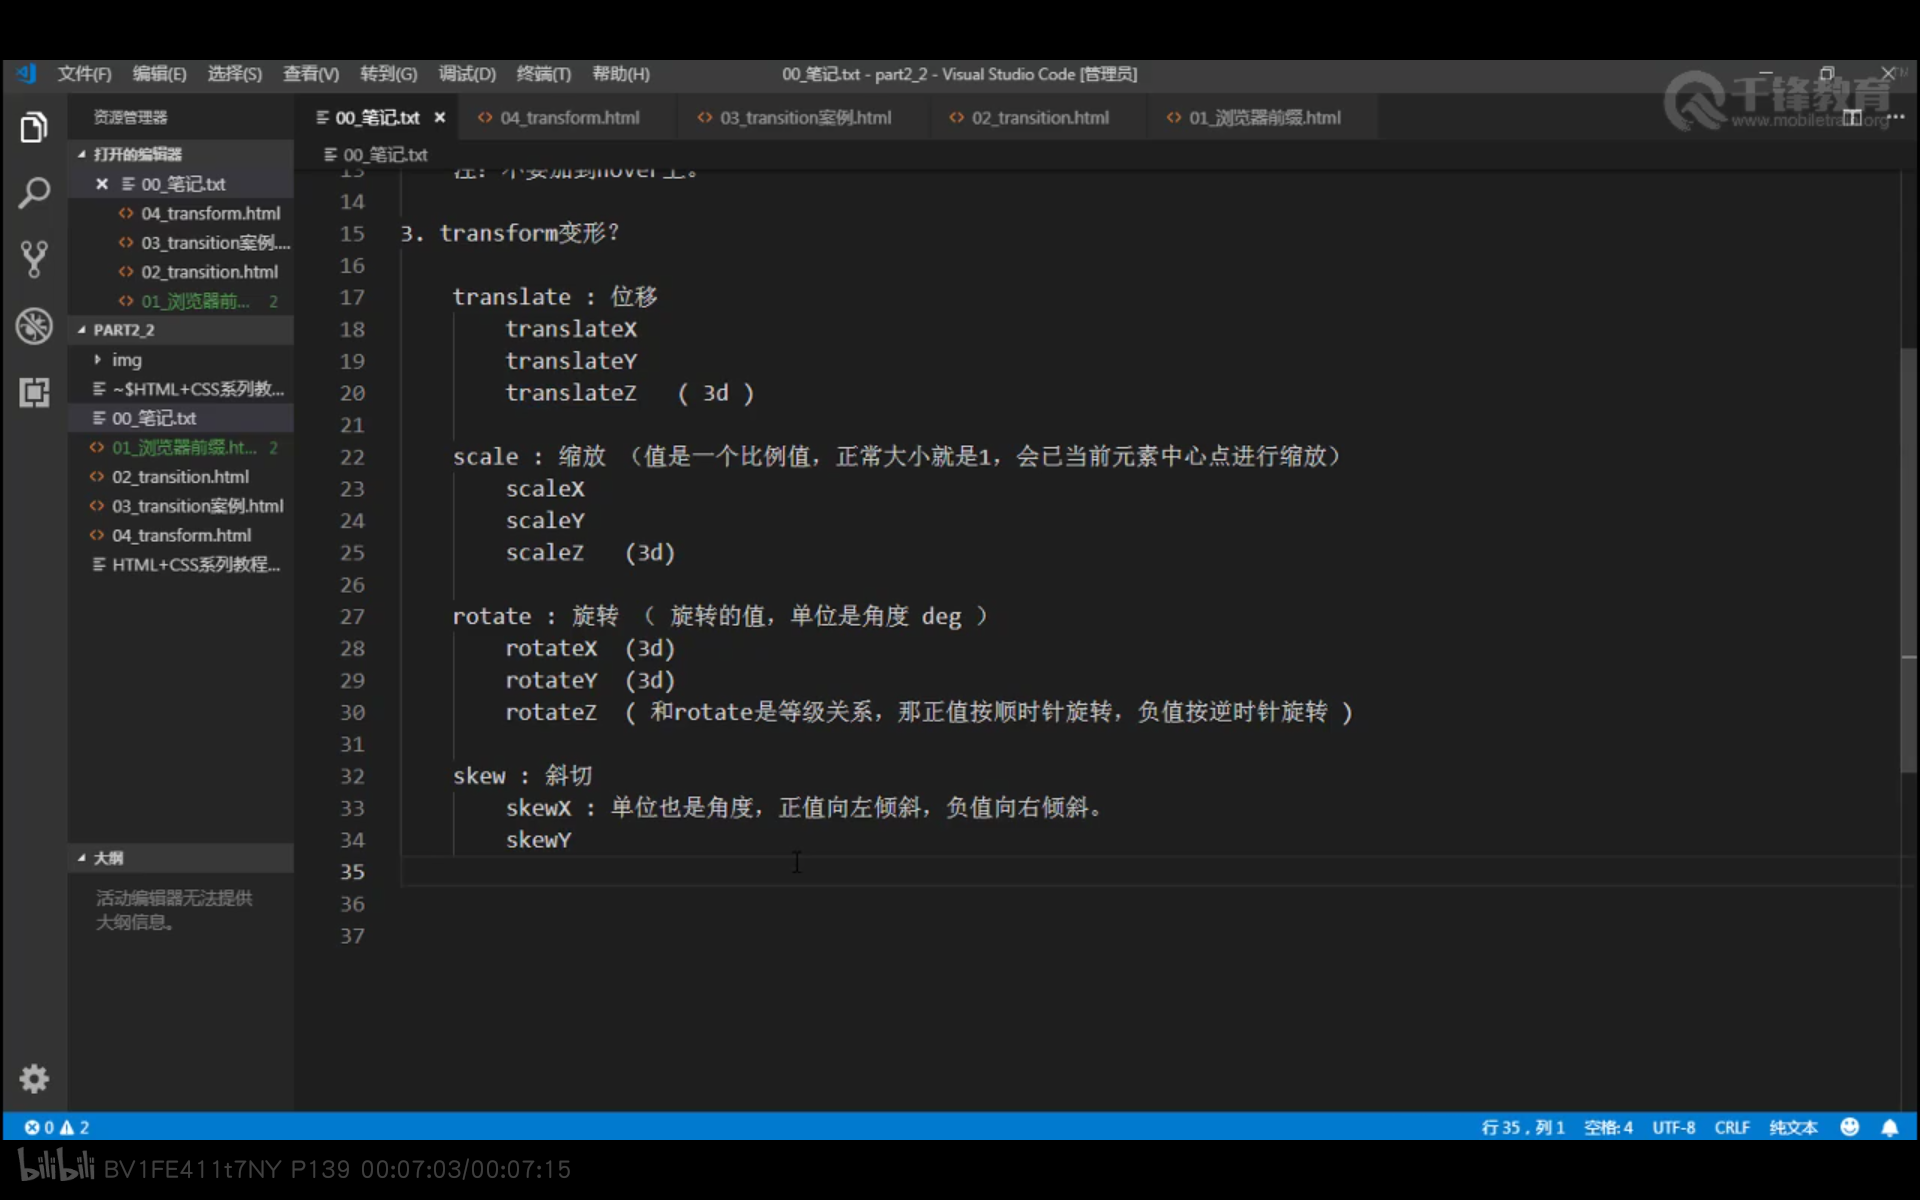 文件(F) 编辑(E) 选择(S) 查看(V) 转到(G) 调试(D) 终端(T) 帮助(H) 00_笔记.txt - part2_2 - Visual Studio Code [管理员]
千锋教育
www.mobiletrain.org
资源管理器
00_笔记.txt 04_transform.html 03_transition案例.html 02_transition.html 01_浏览器前缀.html
00_笔记.txt
打开的编辑器
00_笔记.txt
04_transform.html
03_transition案例....
02_transition.html
01_浏览器前... 2
PART2_2
img
~$HTML+CSS系列教...
00_笔记.txt
01_浏览器前缀.ht... 2
02_transition.html
03_transition案例.html
04_transform.html
HTML+CSS系列教程...
大纲
活动编辑器无法提供
大纲信息。
13 注：不要加到hover上。
14
15 3. transform变形？
16
17 translate : 位移
18 translateX
19 translateY
20 translateZ ( 3d )
21
22 scale : 缩放 （值是一个比例值，正常大小就是1，会已当前元素中心点进行缩放）
23 scaleX
24 scaleY
25 scaleZ (3d)
26
27 rotate : 旋转 （ 旋转的值，单位是角度 deg ）
28 rotateX (3d)
29 rotateY (3d)
30 rotateZ ( 和rotate是等级关系，那正值按顺时针旋转，负值按逆时针旋转 )
31
32 skew : 斜切
33 skewX : 单位也是角度，正值向左倾斜，负值向右倾斜。
34 skewY
35
36
37
0 2 行 35，列 1 空格: 4 UTF-8 CRLF 纯文本
bilibili BV1FE411t7NY P139 00:07:03/00:07:15